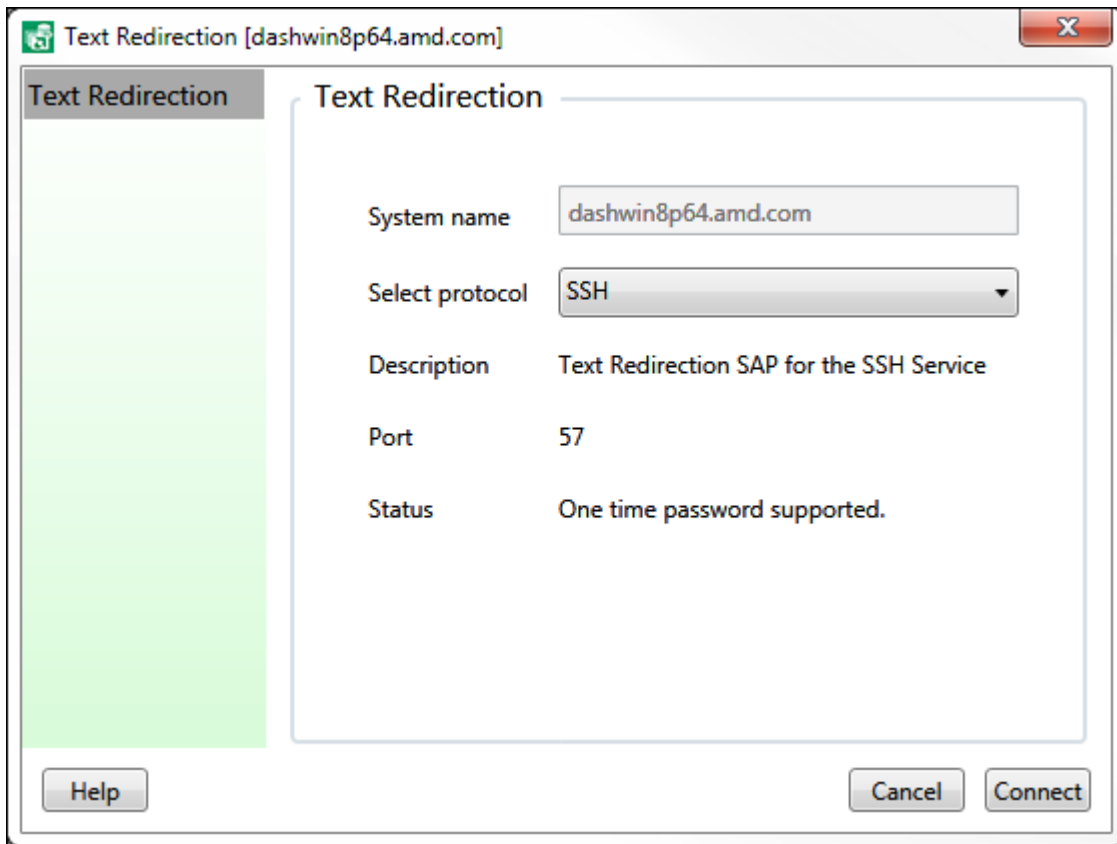 Text Redirection [dashwin8p64.amd.com]
Text Redirection
Text Redirection
System name dashwin8p64.amd.com
Select protocol SSH
Description Text Redirection SAP for the SSH Service
Port 57
Status One time password supported.
Help Cancel Connect